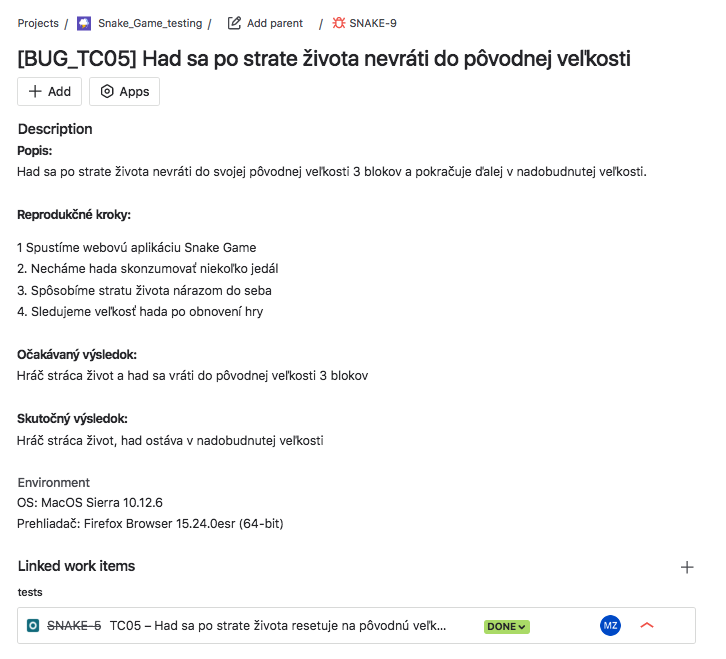 Projects / Snake_Game_testing / Add parent / SNAKE-9
[BUG_TC05] Had sa po strate života nevráti do pôvodnej veľkosti
Add Apps
Description
Popis:
Had sa po strate života nevráti do svojej pôvodnej veľkosti 3 blokov a pokračuje ďalej v nadobudnutej veľkosti.
Reprodukčné kroky:
1 Spustíme webovú aplikáciu Snake Game
2. Necháme hada skonzumovať niekoľko jedál
3. Spôsobíme stratu života nárazom do seba
4. Sledujeme veľkosť hada po obnovení hry
Očakávaný výsledok:
Hráč stráca život a had sa vráti do pôvodnej veľkosti 3 blokov
Skutočný výsledok:
Hráč stráca život, had ostáva v nadobudnutej veľkosti
Environment
OS: MacOS Sierra 10.12.6
Prehliadač: Firefox Browser 15.24.0esr (64-bit)
Linked work items
tests
SNAKE-5 TC05 – Had sa po strate života resetuje na pôvodnú veľk... DONE MZ